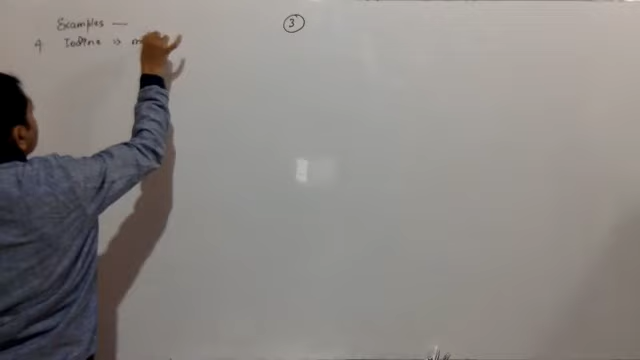 3
Examples —
4 Iodine is